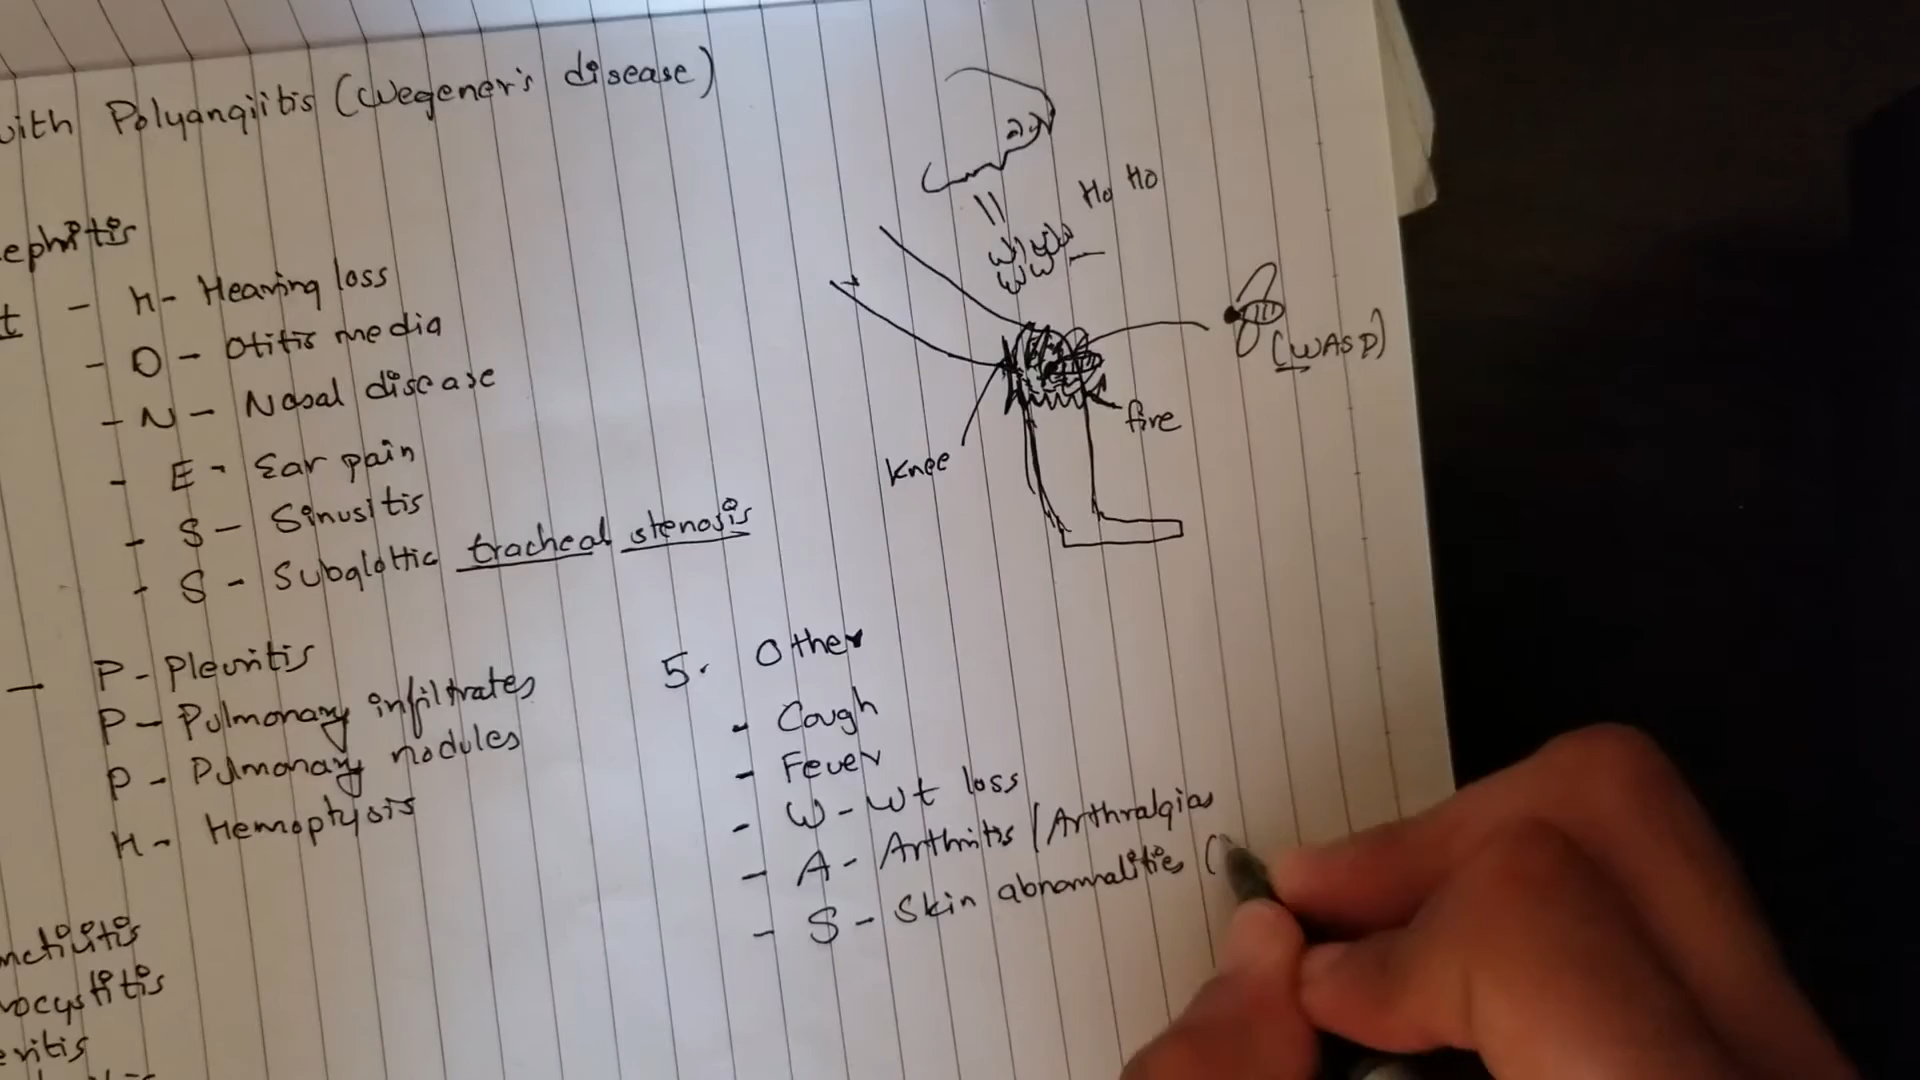 with Polyangiitis (Wegener's disease)
ephritis
t - H- Hearing loss
- O - Otitis media
- N - Nasal disease
- E - Ear pain
- S - Sinusitis
- S - Subglottic tracheal stenosis
- P - Pleuritis
P - Pulmonary infiltrates
P - Pulmonary nodules
H - Hemoptysis
nctivitis
ocystitis
eritis
Ho Ho
(WASP)
fire
Knee
5. Other
- Cough
- Fever
- W - Wt loss
- A - Arthritis / Arthralgias
- S - Skin abnormalities (